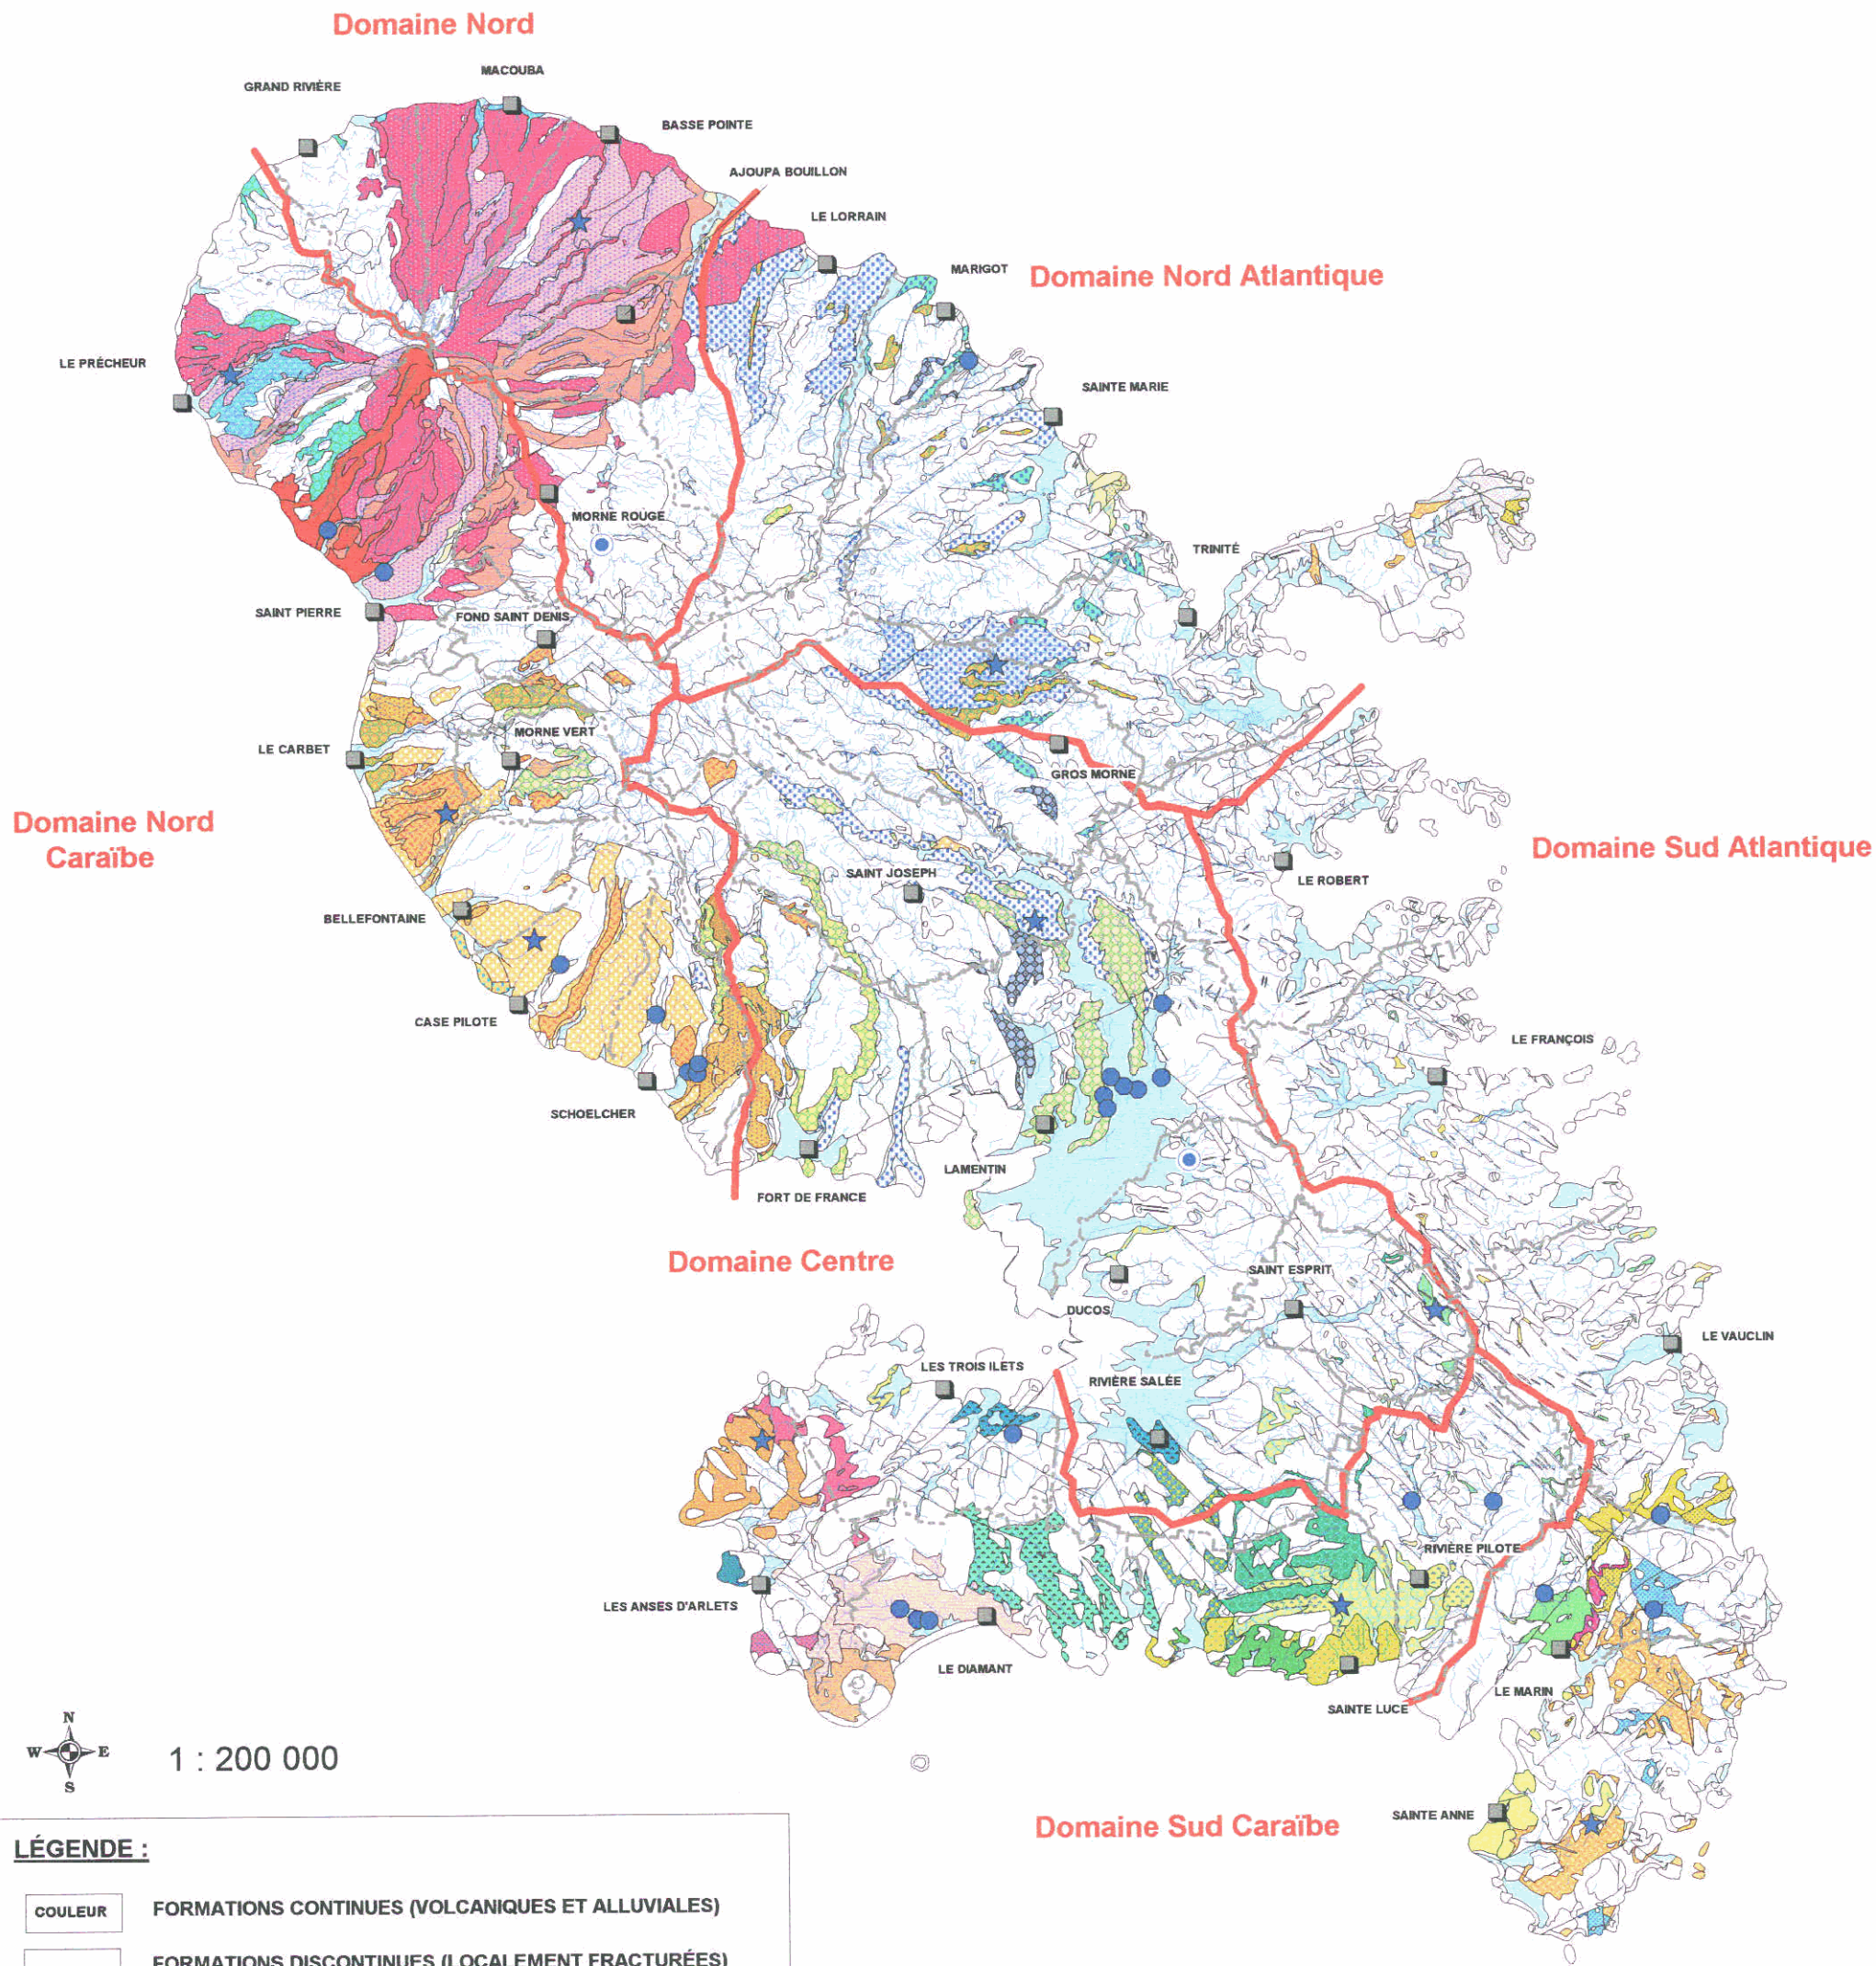 Domaine Nord
MACOUBA
GRAND RIVIÈRE
BASSE POINTE
AJOUPA BOUILLON
LE LORRAIN
MARIGOT
Domaine Nord Atlantique
LE PRÉCHEUR
SAINTE MARIE
MORNE ROUGE
TRINITÉ
SAINT PIERRE
FOND SAINT DENIS
MORNE VERT
LE CARBET
GROS MORNE
Domaine Nord
Caraïbe
Domaine Sud Atlantique
SAINT JOSEPH
LE ROBERT
BELLEFONTAINE
CASE PILOTE
LE FRANÇOIS
SCHOELCHER
LAMENTIN
FORT DE FRANCE
Domaine Centre
SAINT ESPRIT
DUCOS
LE VAUCLIN
LES TROIS ILETS
RIVIÈRE SALÉE
RIVIÈRE PILOTE
LES ANSES D'ARLETS
LE DIAMANT
LE MARIN
SAINTE LUCE
N
W E
S
1 : 200 000
SAINTE ANNE
Domaine Sud Caraïbe
LÉGENDE :
COULEUR FORMATIONS CONTINUES (VOLCANIQUES ET ALLUVIALES)
FORMATIONS DISCONTINUES (LOCALEMENT FRACTURÉES)